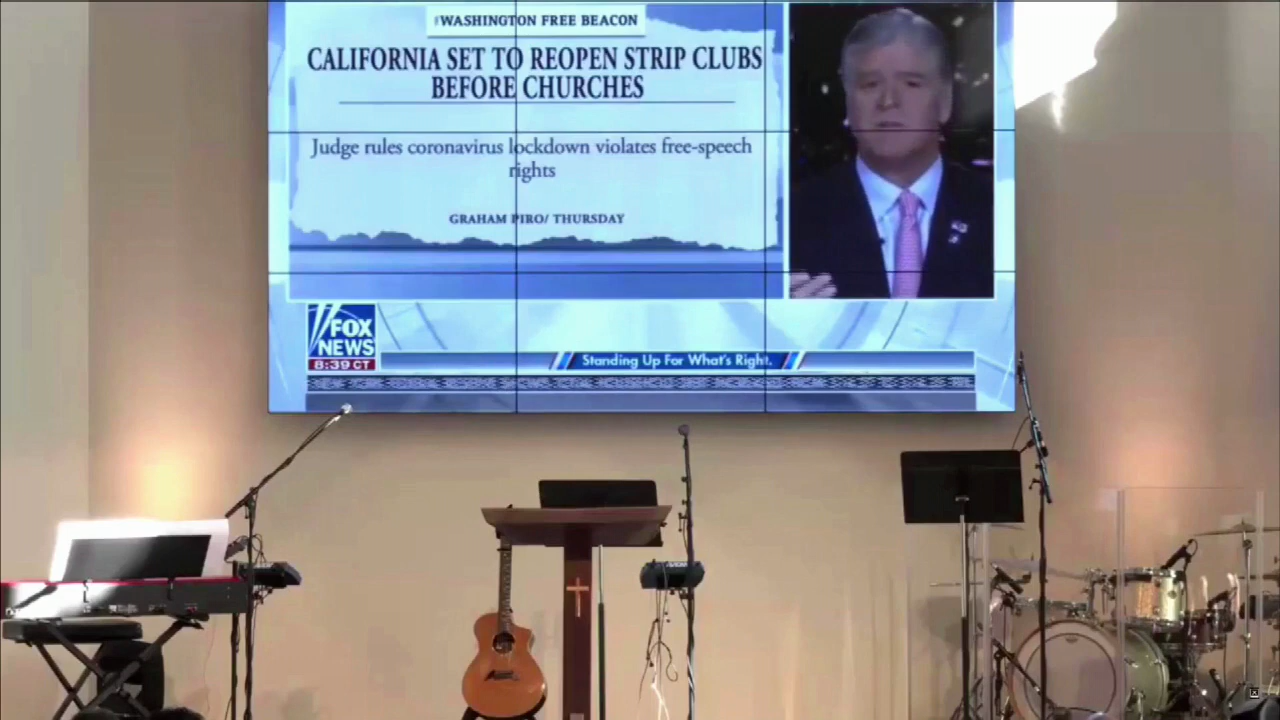 #WASHINGTON FREE BEACON
CALIFORNIA SET TO REOPEN STRIP CLUBS
BEFORE CHURCHES
Judge rules coronavirus lockdown violates free-speech
rights
GRAHAM PIRO/ THURSDAY
FOX
NEWS
8:39 CT
Standing Up For What's Right.